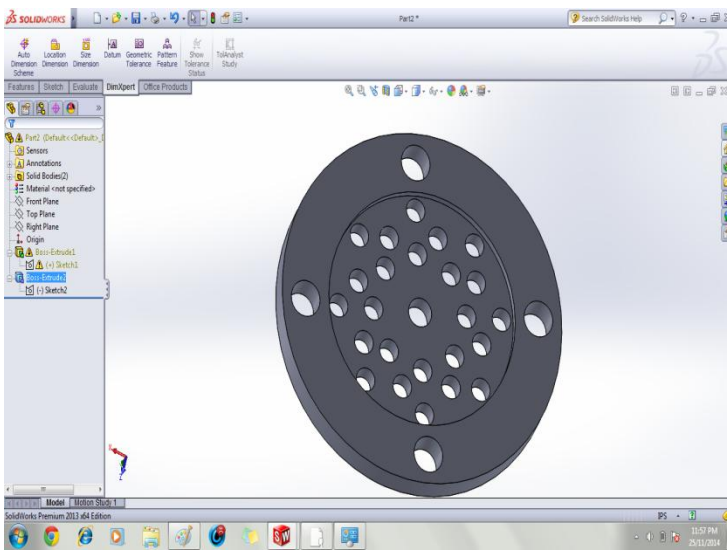 SOLIDWORKS
Part2 *
Search SolidWorks Help
Auto Dimension Scheme
Location Dimension
Size Dimension
Datum
Geometric Tolerance
Pattern Feature
Show Tolerance Status
TolAnalyst Study
Features Sketch Evaluate DimXpert Office Products
Part2 (Default<<Default>_
Sensors
Annotations
Solid Bodies(2)
Material <not specified>
Front Plane
Top Plane
Right Plane
Origin
Boss-Extrude1
(+) Sketch1
Boss-Extrude2
(-) Sketch2
Model Motion Study 1
SolidWorks Premium 2013 x64 Edition
IPS
11:57 PM
25/11/2014